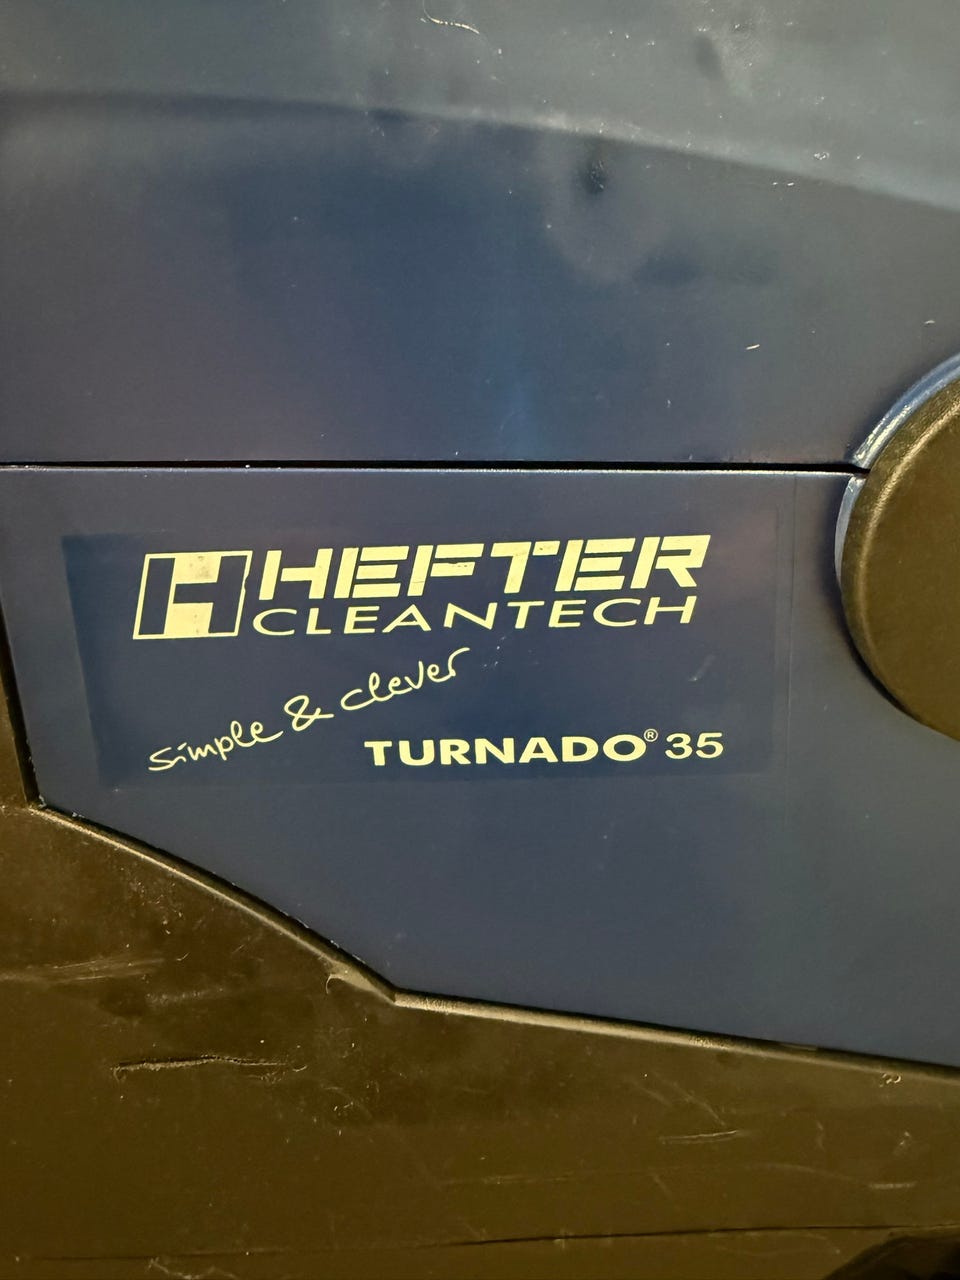 H HEFTER
CLEANTECH
simple & clever
TURNADO® 35